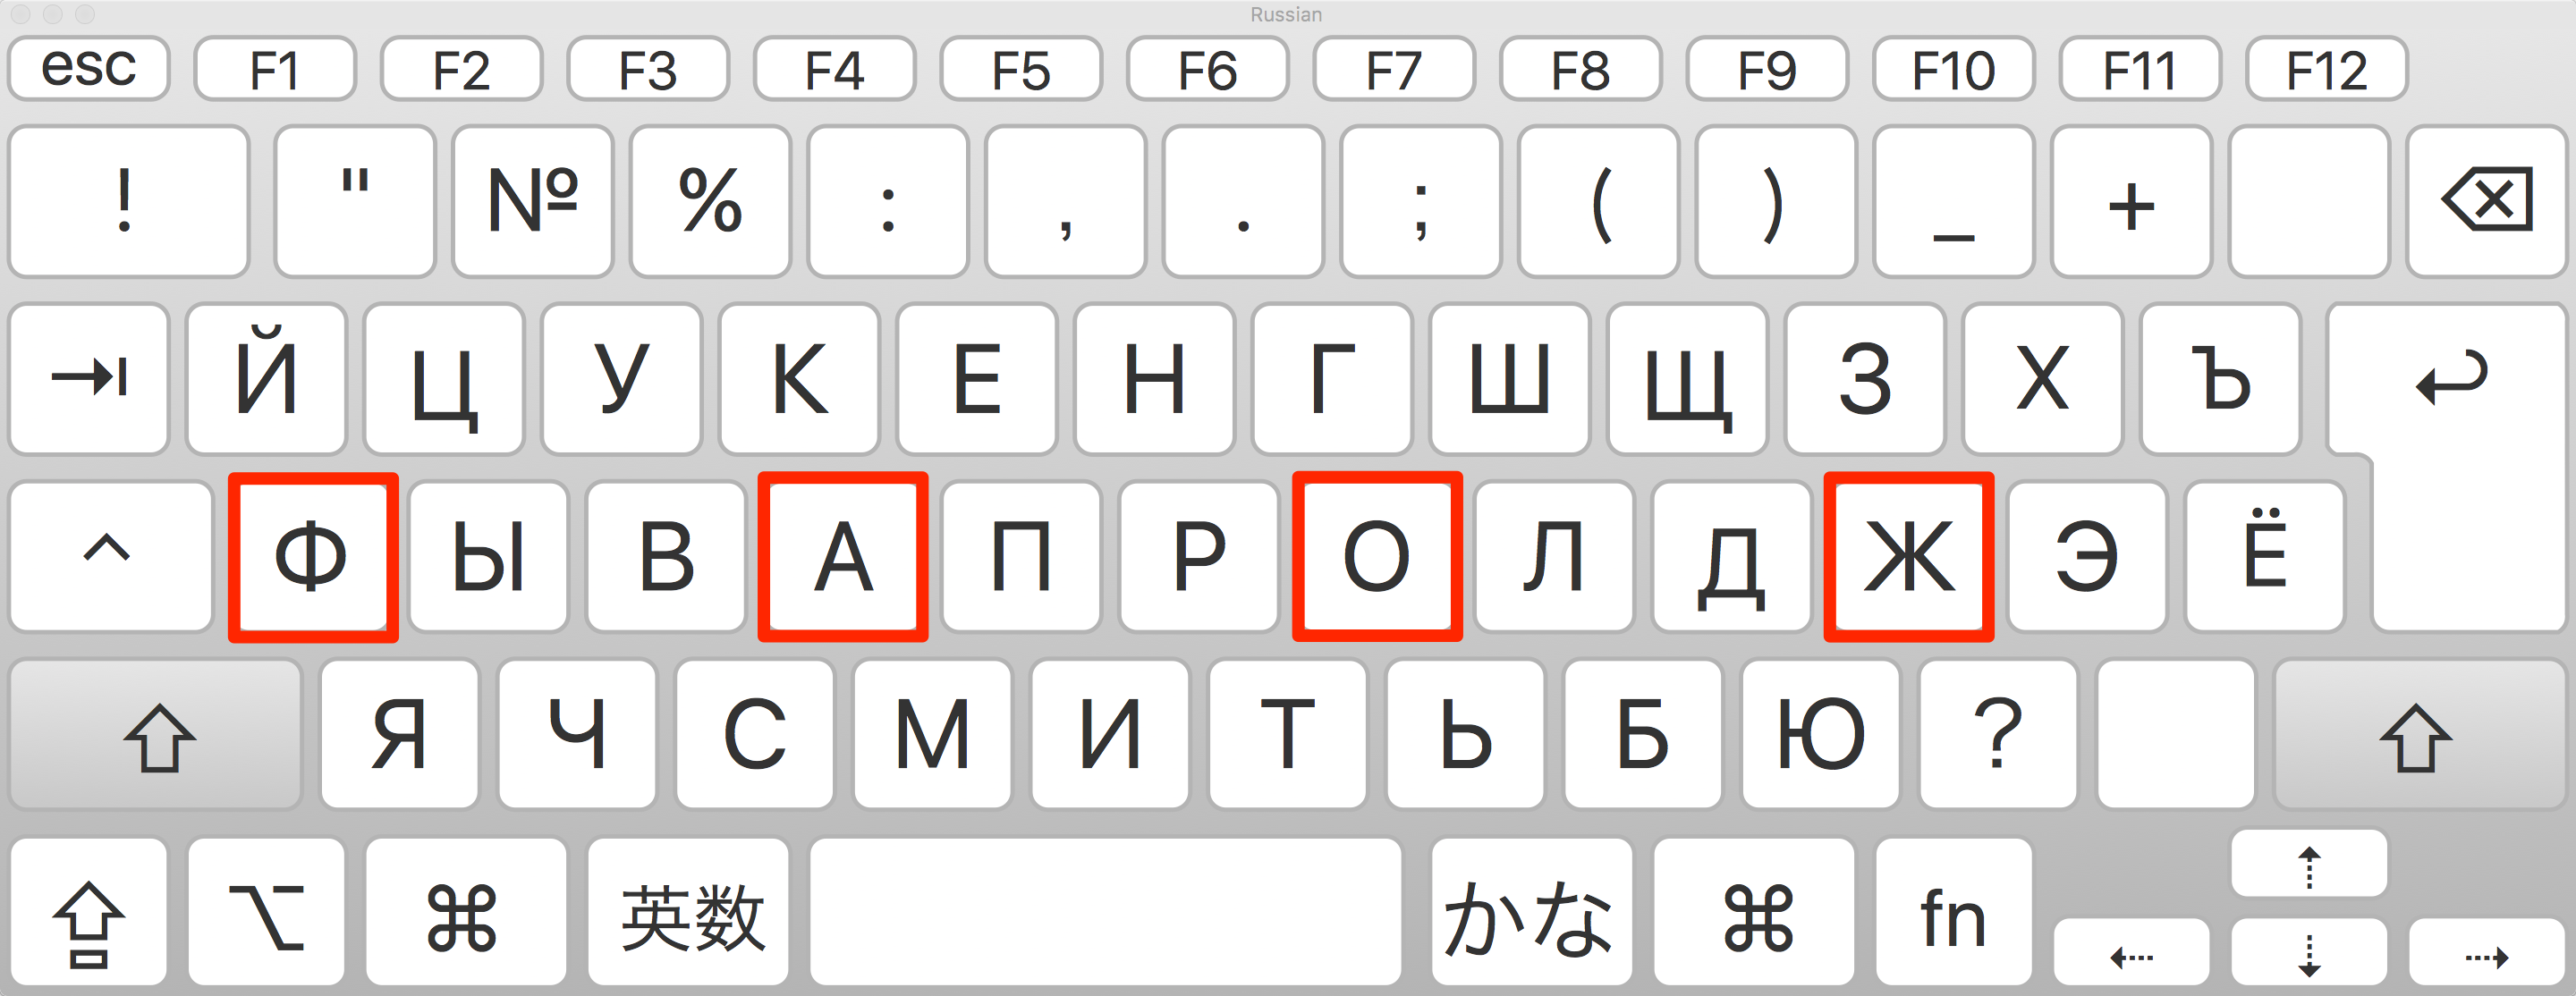 Russian
esc F1 F2 F3 F4 F5 F6 F7 F8 F9 F10 F11 F12
! " № % : , . ; ( ) _ +
Й Ц У К Е Н Г Ш Щ З Х Ъ
^ Ф Ы В А П Р О Л Д Ж Э Ё
Я Ч С М И Т Ь Б Ю ?
⌥ ⌘ 英数 かな ⌘ fn